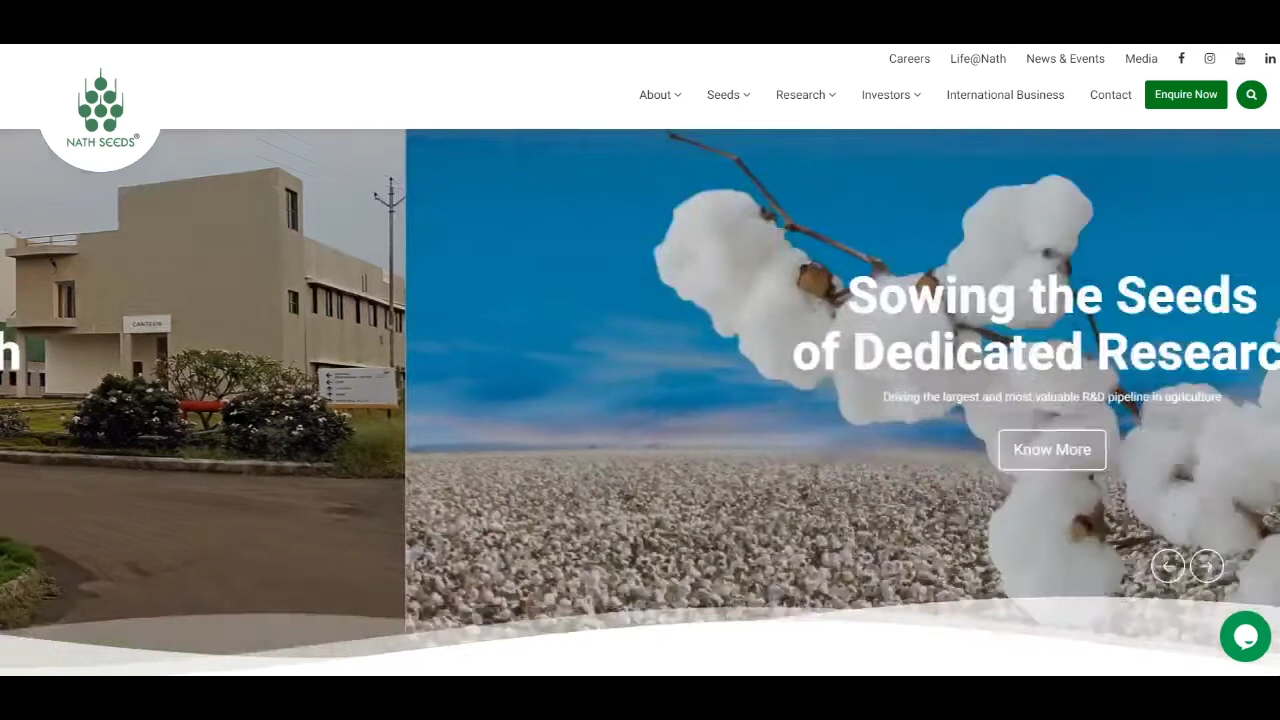 Careers Life@Nath News & Events Media
NATH SEEDS®
About Seeds Research Investors International Business Contact Enquire Now
CANTEEN
h
Sowing the Seeds
of Dedicated Researc
Driving the largest and most valuable R&D pipeline in agriculture
Know More